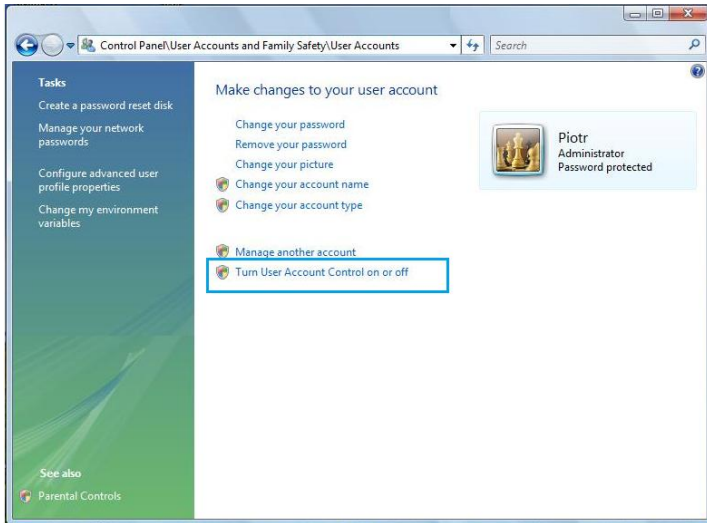 Control Panel\User Accounts and Family Safety\User Accounts
Search
Tasks
Create a password reset disk
Manage your network
passwords
Configure advanced user
profile properties
Change my environment
variables
See also
Parental Controls
Make changes to your user account
Change your password
Remove your password
Change your picture
Change your account name
Change your account type
Manage another account
Turn User Account Control on or off
Piotr
Administrator
Password protected